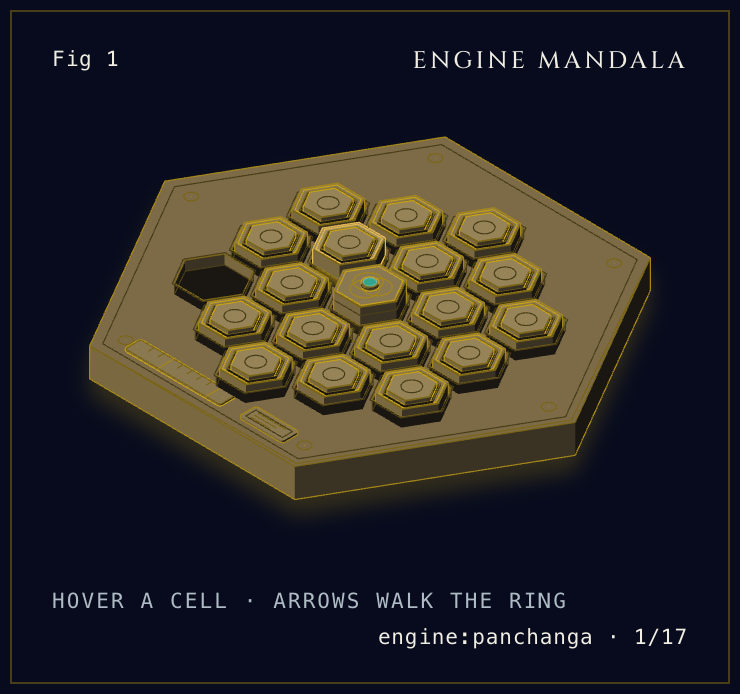 Fig 1
ENGINE MANDALA
HOVER A CELL · ARROWS WALK THE RING
engine:panchanga · 1/17